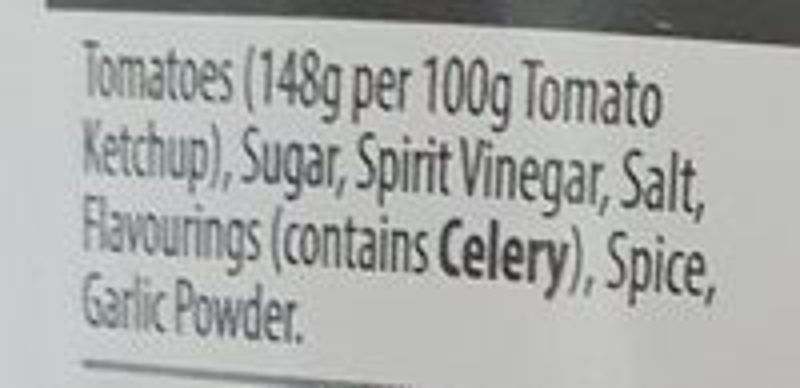 Tomatoes (148g per 100g Tomato
Ketchup), Sugar, Spirit Vinegar, Salt,
Flavourings (contains Celery), Spice,
Garlic Powder.